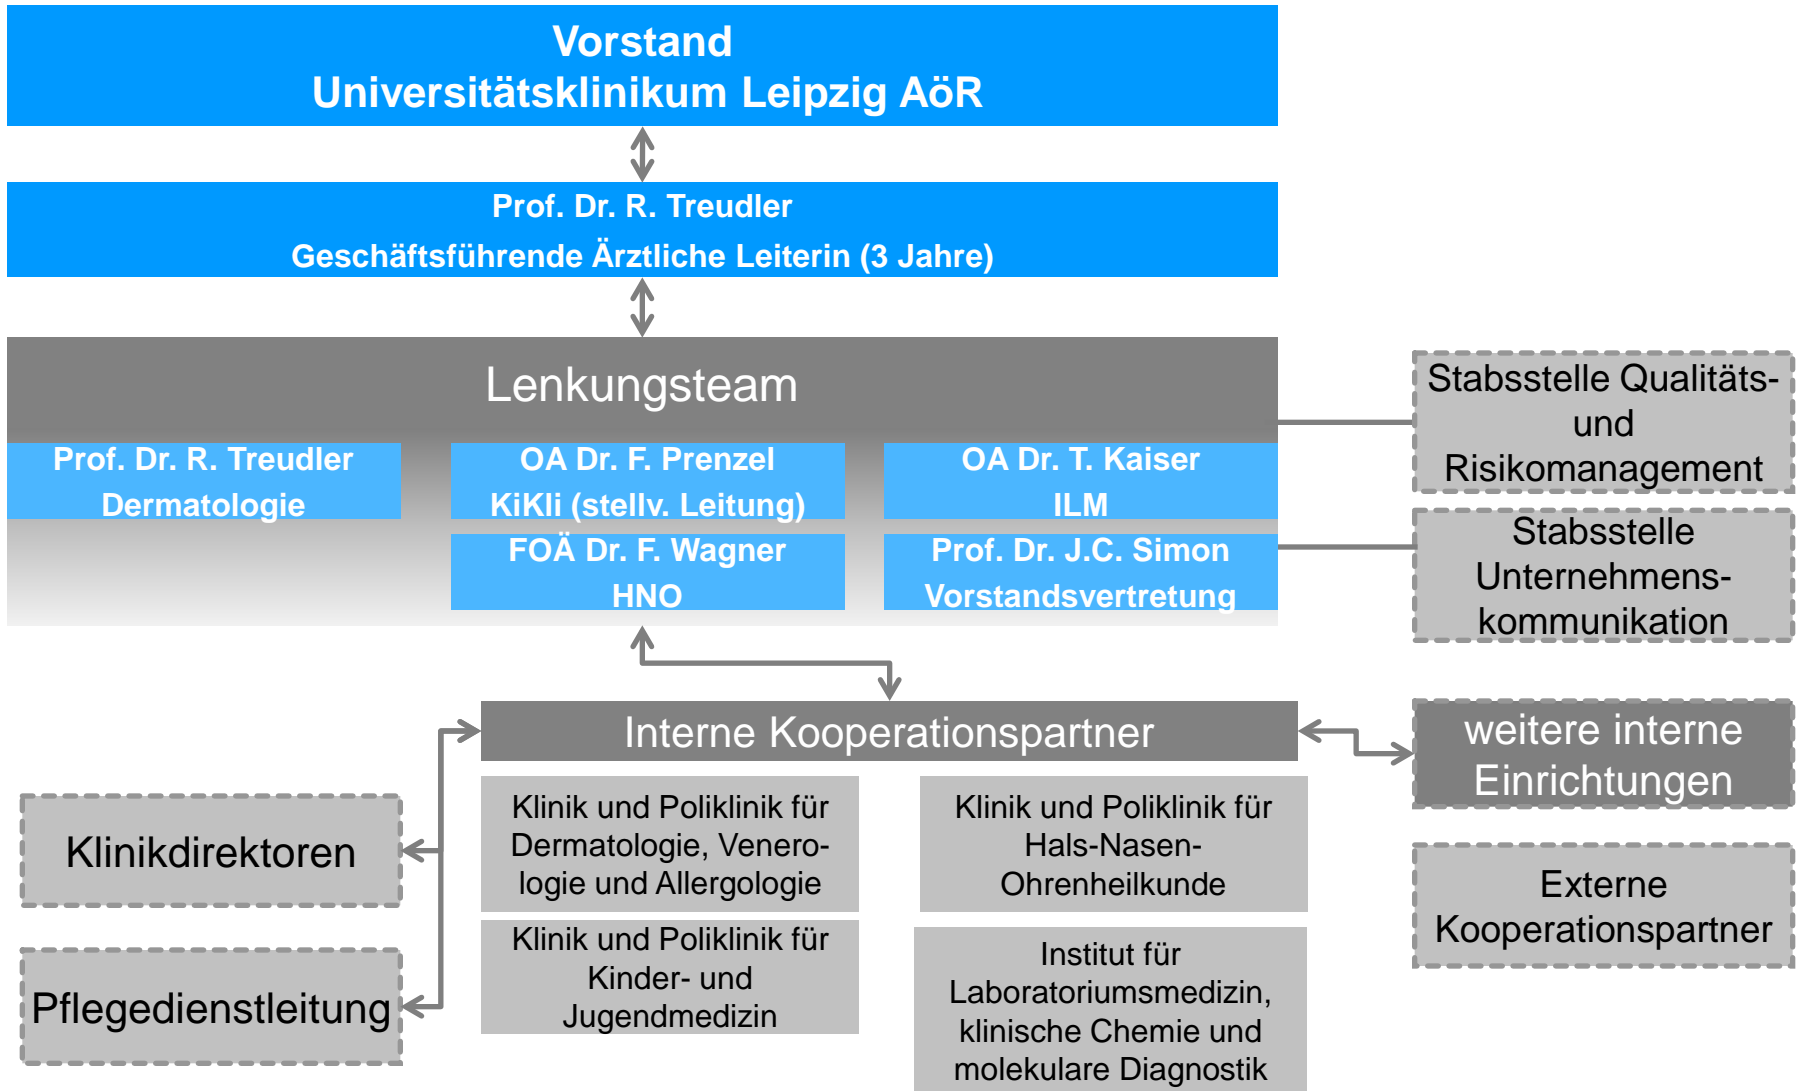 Vorstand
Universitätsklinikum Leipzig AöR
Prof. Dr. R. Treudler
Geschäftsführende Ärztliche Leiterin (3 Jahre)
Lenkungsteam
Prof. Dr. R. Treudler
Dermatologie
OA Dr. F. Prenzel
KiKli (stellv. Leitung)
OA Dr. T. Kaiser
ILM
FOÄ Dr. F. Wagner
HNO
Prof. Dr. J.C. Simon
Vorstandsvertretung
Stabsstelle Qualitäts-
und
Risikomanagement
Stabsstelle
Unternehmens-
kommunikation
Interne Kooperationspartner
weitere interne
Einrichtungen
Klinikdirektoren
Pflegedienstleitung
Klinik und Poliklinik für
Dermatologie, Venero-
logie und Allergologie
Klinik und Poliklinik für
Hals-Nasen-
Ohrenheilkunde
Klinik und Poliklinik für
Kinder- und
Jugendmedizin
Institut für
Laboratoriumsmedizin,
klinische Chemie und
molekulare Diagnostik
Externe
Kooperationspartner